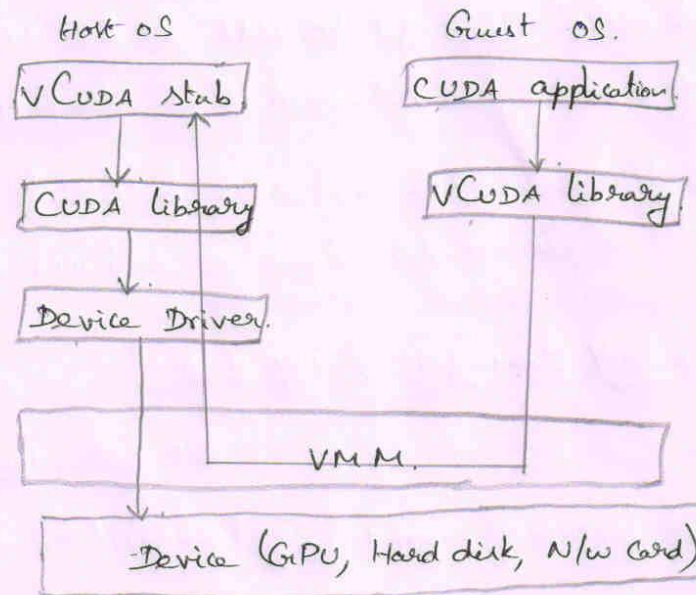 Host OS
Guest OS.
vCUDA stub.
CUDA application.
CUDA library
vCUDA library.
Device Driver.
VMM.
Device (GPU, Hard disk, N/w card)